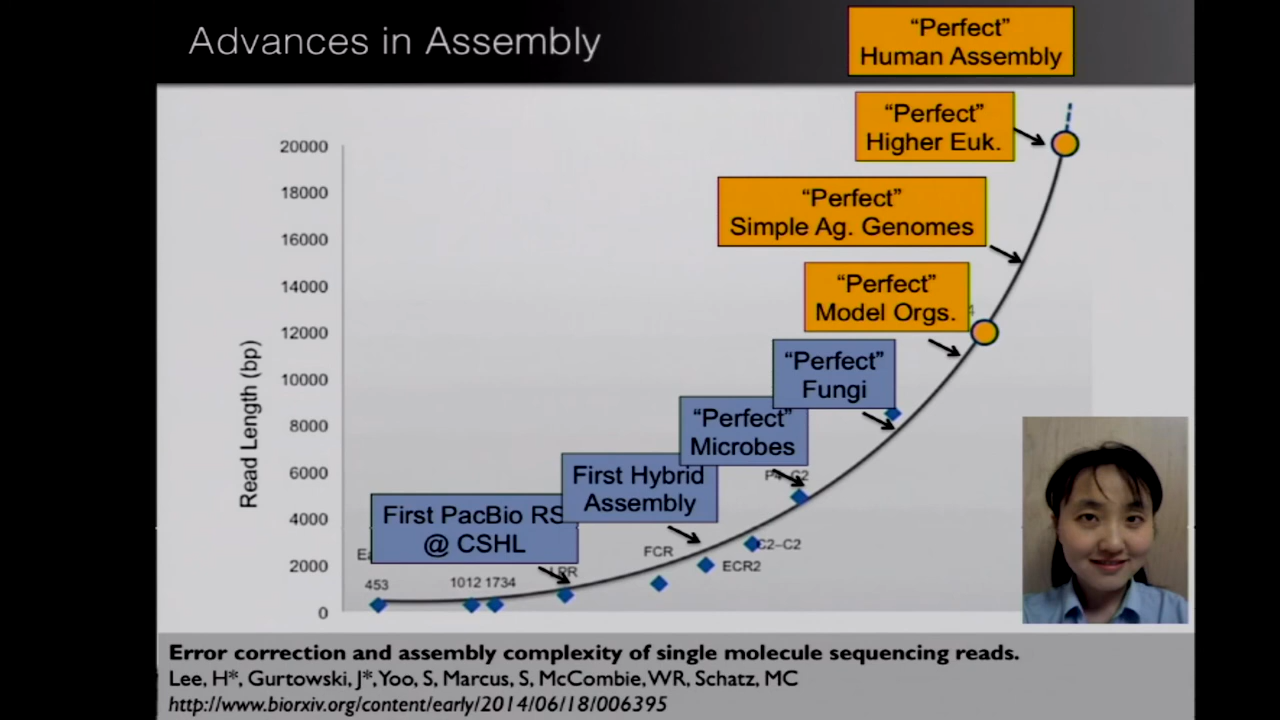 Advances in Assembly
“Perfect”
Human Assembly
“Perfect”
Higher Euk.
“Perfect”
Simple Ag. Genomes
“Perfect”
Model Orgs.
“Perfect”
Fungi
“Perfect”
Microbes
First Hybrid
Assembly
First PacBio RS
@ CSHL
Read Length (bp)
20000
18000
16000
14000
12000
10000
8000
6000
4000
2000
0
453
1012 1734
LPR
FCR
ECR2
C2–C2
Error correction and assembly complexity of single molecule sequencing reads.
Lee, H*, Gurtowski, J*, Yoo, S, Marcus, S, McCombie, WR, Schatz, MC
http://www.biorxiv.org/content/early/2014/06/18/006395